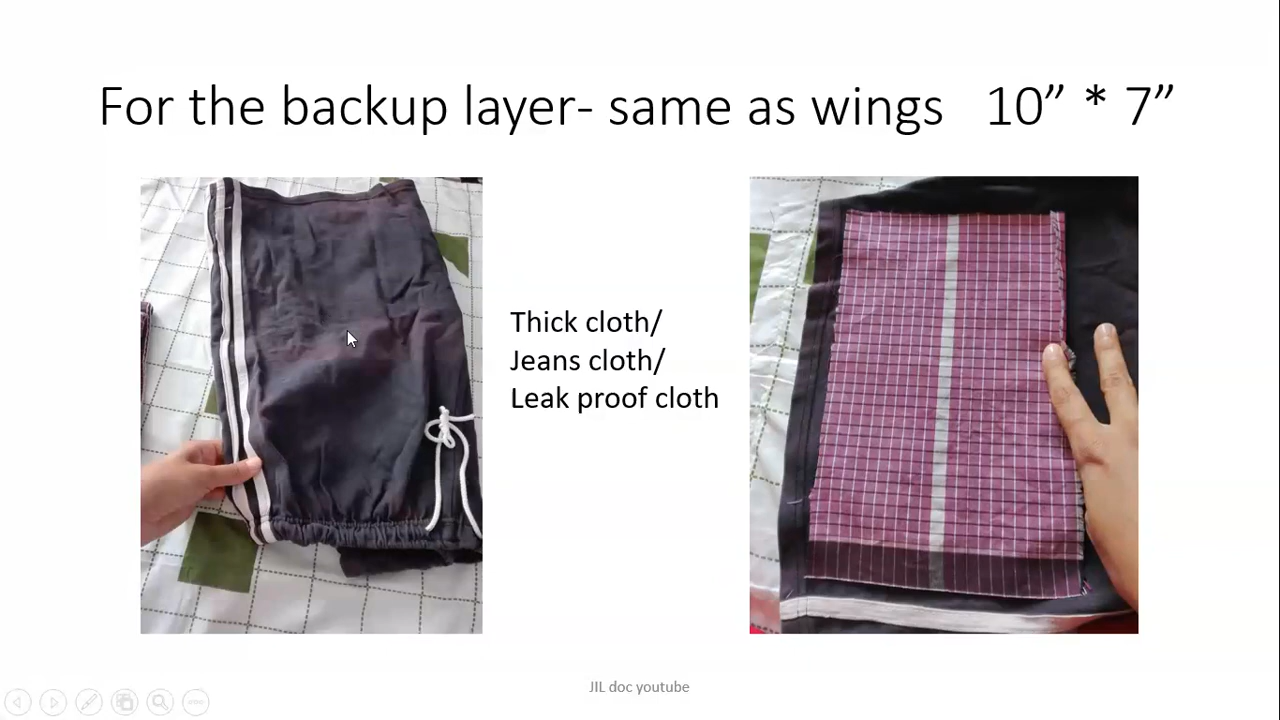 For the backup layer- same as wings 10” * 7”
Thick cloth/
Jeans cloth/
Leak proof cloth
JIL doc youtube